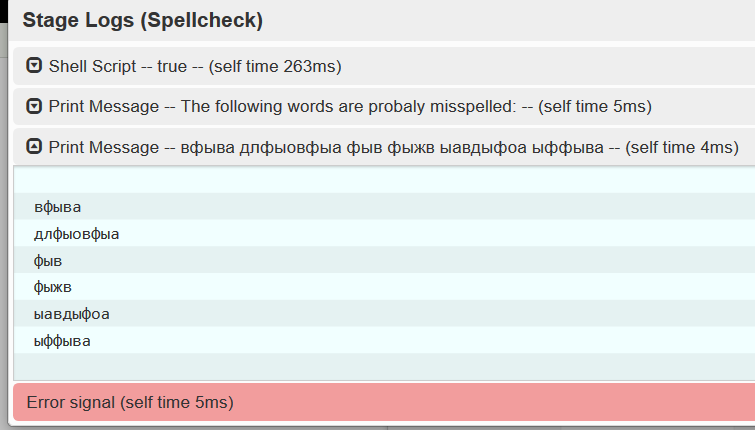 Stage Logs (Spellcheck)
Shell Script -- true -- (self time 263ms)
Print Message -- The following words are probaly misspelled: -- (self time 5ms)
Print Message -- вфыва длфыовфыа фыв фыжв ыавдыфоа ыффыва -- (self time 4ms)
вфыва
длфыовфыа
фыв
фыжв
ыавдыфоа
ыффыва
Error signal (self time 5ms)